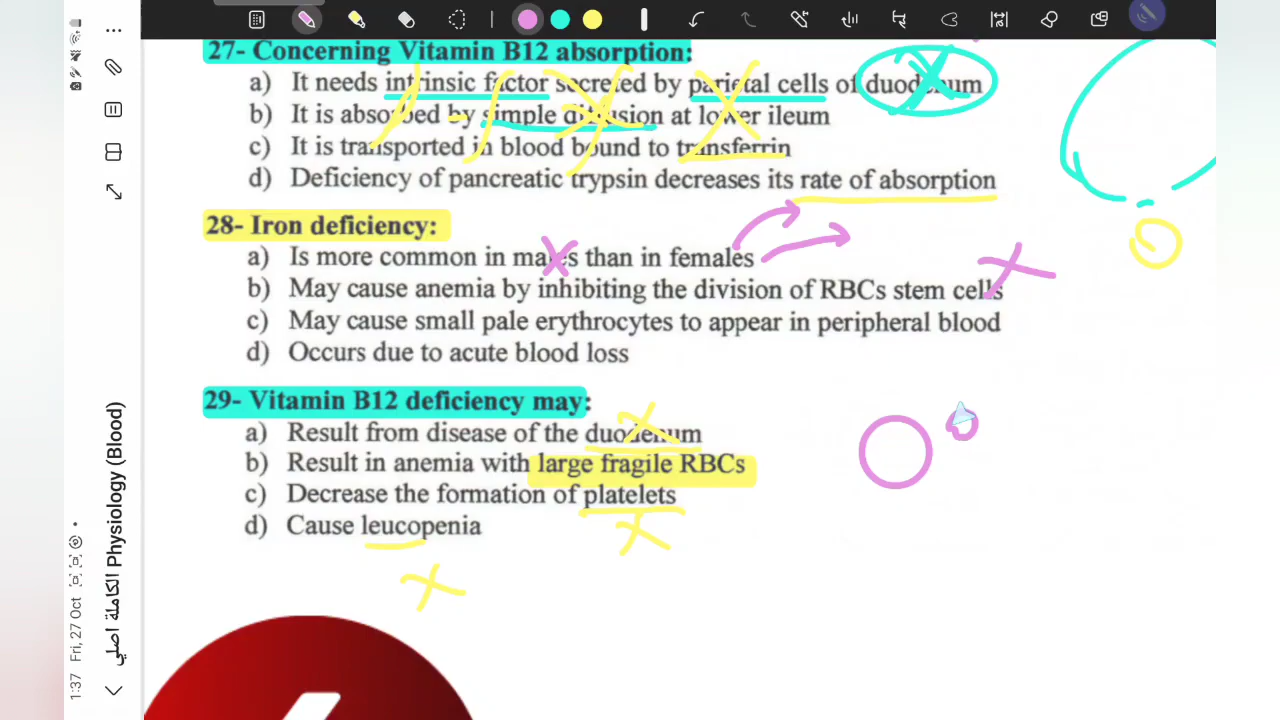 27- Concerning Vitamin B12 absorption:
a) It needs intrinsic factor secreted by parietal cells of duodenum
b) It is absorbed by simple diffusion at lower ileum
c) It is transported in blood bound to transferrin
d) Deficiency of pancreatic trypsin decreases its rate of absorption
28- Iron deficiency:
a) Is more common in males than in females
b) May cause anemia by inhibiting the division of RBCs stem cells
c) May cause small pale erythrocytes to appear in peripheral blood
d) Occurs due to acute blood loss
29- Vitamin B12 deficiency may:
a) Result from disease of the duodenum
b) Result in anemia with large fragile RBCs
c) Decrease the formation of platelets
d) Cause leucopenia
1:37 Fri, 27 Oct
الكاملة اصلي Physiology (Blood)